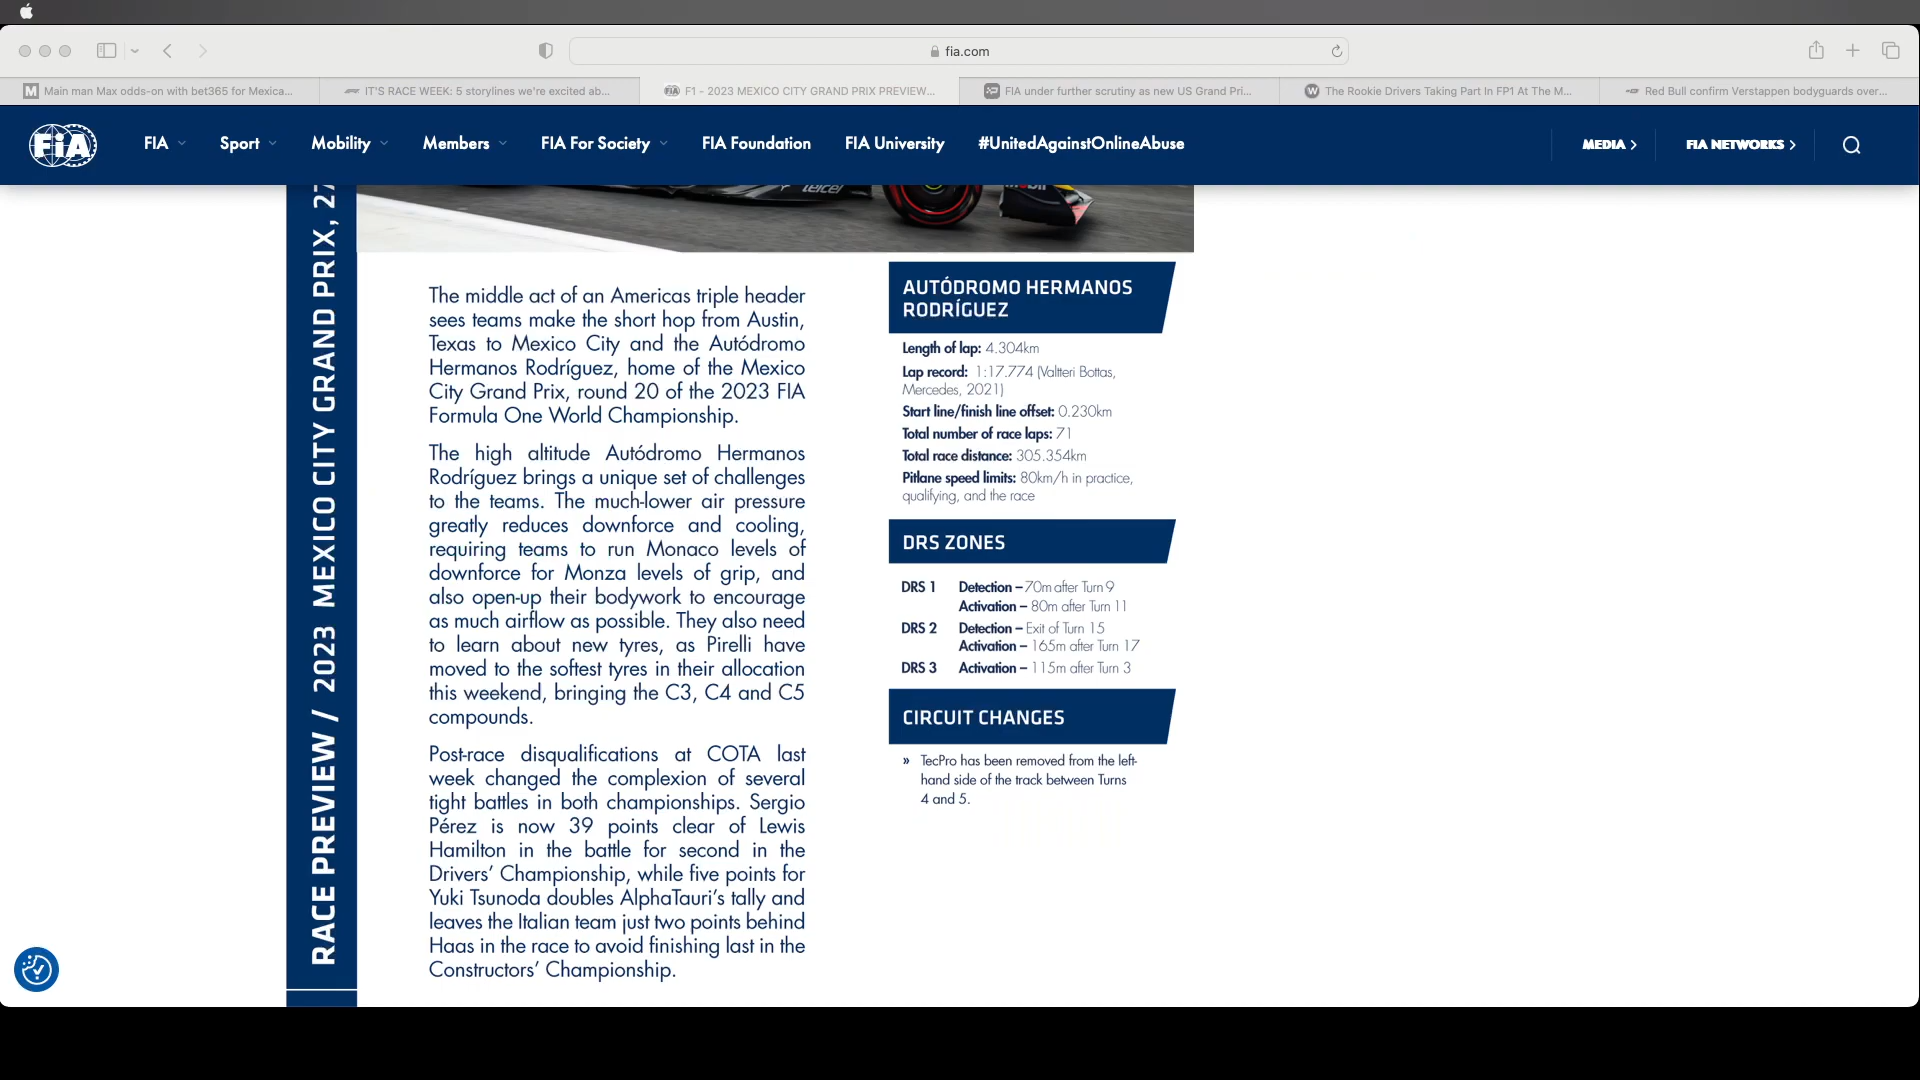 fia.com
Main man Max odds-on with bet365 for Mexica...
IT'S RACE WEEK: 5 storylines we're excited ab...
F1 - 2023 MEXICO CITY GRAND PRIX PREVIEW...
FIA under further scrutiny as new US Grand Pri...
The Rookie Drivers Taking Part In FP1 At The M...
Red Bull confirm Verstappen bodyguards over...
FIA
FIA
Sport
Mobility
Members
FIA For Society
FIA Foundation
FIA University
#UnitedAgainstOnlineAbuse
MEDIA
FIA NETWORKS
RACE PREVIEW / 2023 MEXICO CITY GRAND PRIX, 27
telcel
Mobil
The middle act of an Americas triple header
sees teams make the short hop from Austin,
Texas to Mexico City and the Autódromo
Hermanos Rodríguez, home of the Mexico
City Grand Prix, round 20 of the 2023 FIA
Formula One World Championship.
The high altitude Autódromo Hermanos
Rodríguez brings a unique set of challenges
to the teams. The much-lower air pressure
greatly reduces downforce and cooling,
requiring teams to run Monaco levels of
downforce for Monza levels of grip, and
also open-up their bodywork to encourage
as much airflow as possible. They also need
to learn about new tyres, as Pirelli have
moved to the softest tyres in their allocation
this weekend, bringing the C3, C4 and C5
compounds.
Post-race disqualifications at COTA last
week changed the complexion of several
tight battles in both championships. Sergio
Pérez is now 39 points clear of Lewis
Hamilton in the battle for second in the
Drivers' Championship, while five points for
Yuki Tsunoda doubles AlphaTauri's tally and
leaves the Italian team just two points behind
Haas in the race to avoid finishing last in the
Constructors' Championship.
AUTÓDROMO HERMANOS
RODRÍGUEZ
Length of lap: 4.304km
Lap record: 1:17.774 (Valtteri Bottas,
Mercedes, 2021)
Start line/finish line offset: 0.230km
Total number of race laps: 71
Total race distance: 305.354km
Pitlane speed limits: 80km/h in practice,
qualifying, and the race
DRS ZONES
DRS 1 Detection – 70m after Turn 9
Activation – 80m after Turn 11
DRS 2 Detection – Exit of Turn 15
Activation – 165m after Turn 17
DRS 3 Activation – 115m after Turn 3
CIRCUIT CHANGES
» TecPro has been removed from the left-
hand side of the track between Turns
4 and 5.